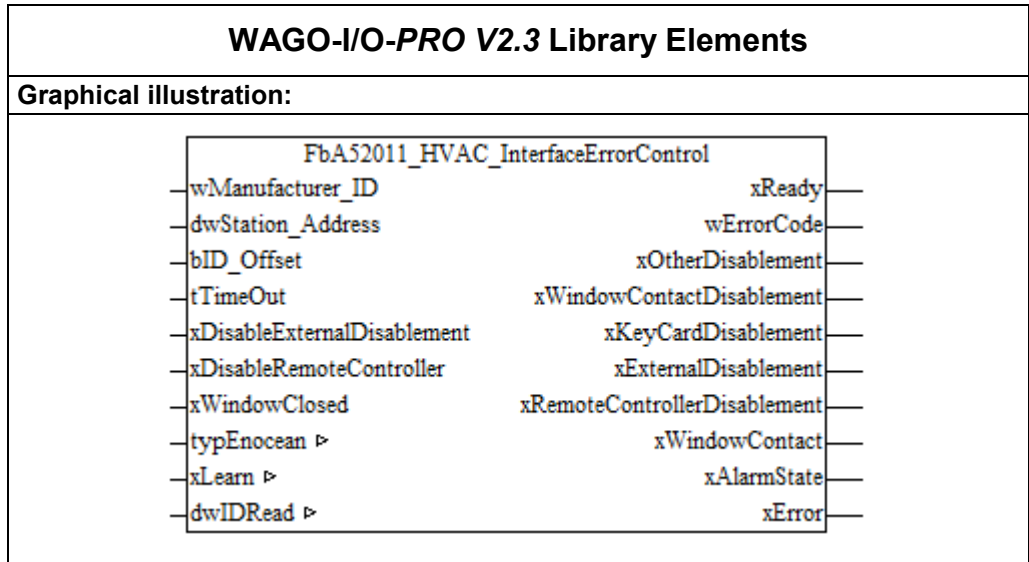 WAGO-I/O-PRO V2.3 Library Elements
Graphical illustration:
FbA52011_HVAC_InterfaceErrorControl
wManufacturer_ID xReady
dwStation_Address wErrorCode
bID_Offset xOtherDisablement
tTimeOut xWindowContactDisablement
xDisableExternalDisablement xKeyCardDisablement
xDisableRemoteController xExternalDisablement
xWindowClosed xRemoteControllerDisablement
typEnocean xWindowContact
xLearn xAlarmState
dwIDRead xError